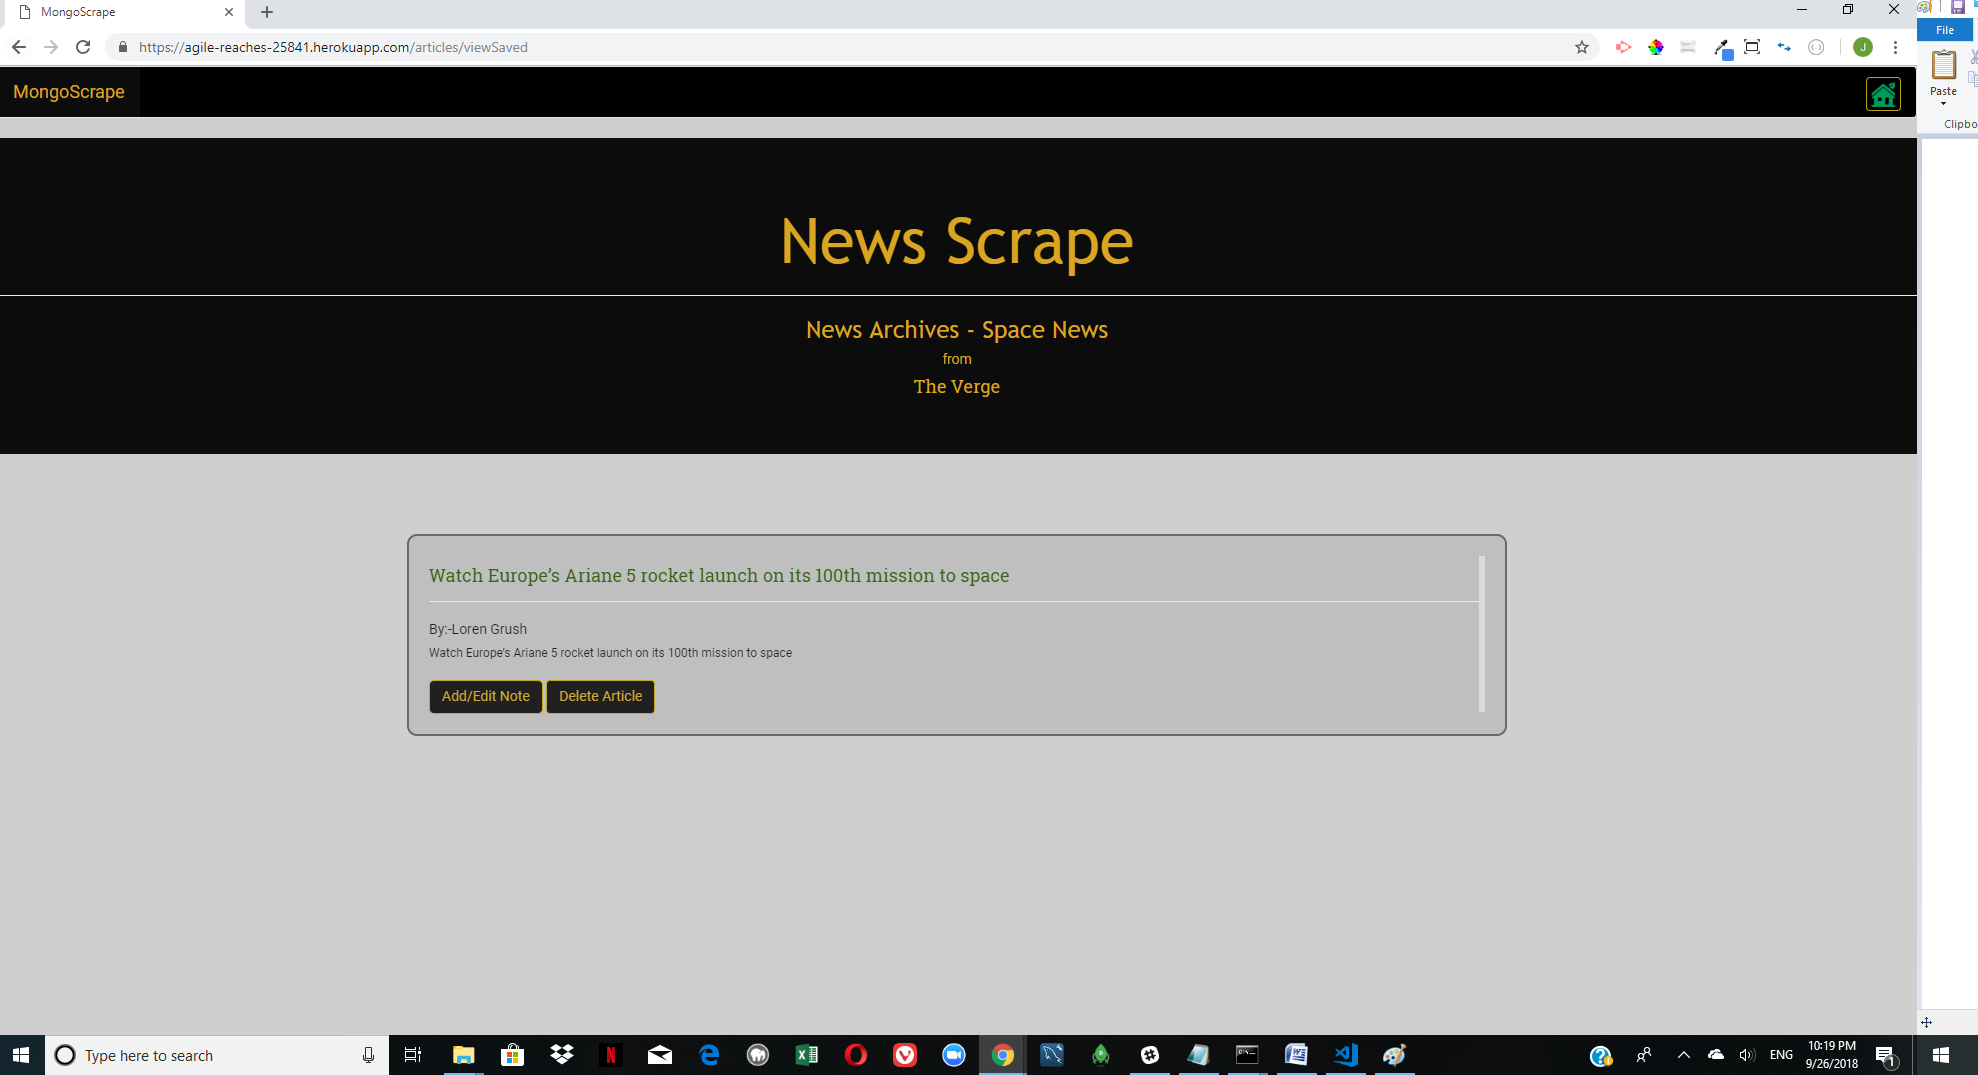 MongoScrape
https://agile-reaches-25841.herokuapp.com/articles/viewSaved
J
File
Paste
Clipbo
MongoScrape
News Scrape
News Archives - Space News
from
The Verge
Watch Europe’s Ariane 5 rocket launch on its 100th mission to space
By:-Loren Grush
Watch Europe’s Ariane 5 rocket launch on its 100th mission to space
Add/Edit Note
Delete Article
Type here to search
ENG
10:19 PM
9/26/2018
1